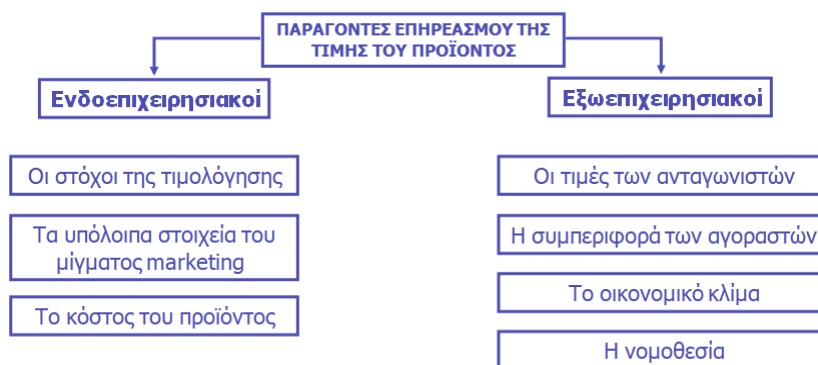 ΠΑΡΑΓΟΝΤΕΣ ΕΠΗΡΕΑΣΜΟΥ ΤΗΣ
ΤΙΜΗΣ ΤΟΥ ΠΡΟΪΟΝΤΟΣ
Ενδοεπιχειρησιακοί
Οι στόχοι της τιμολόγησης
Τα υπόλοιπα στοιχεία του
μίγματος marketing
Το κόστος του προϊόντος
Εξωεπιχειρησιακοί
Οι τιμές των ανταγωνιστών
Η συμπεριφορά των αγοραστών
Το οικονομικό κλίμα
Η νομοθεσία